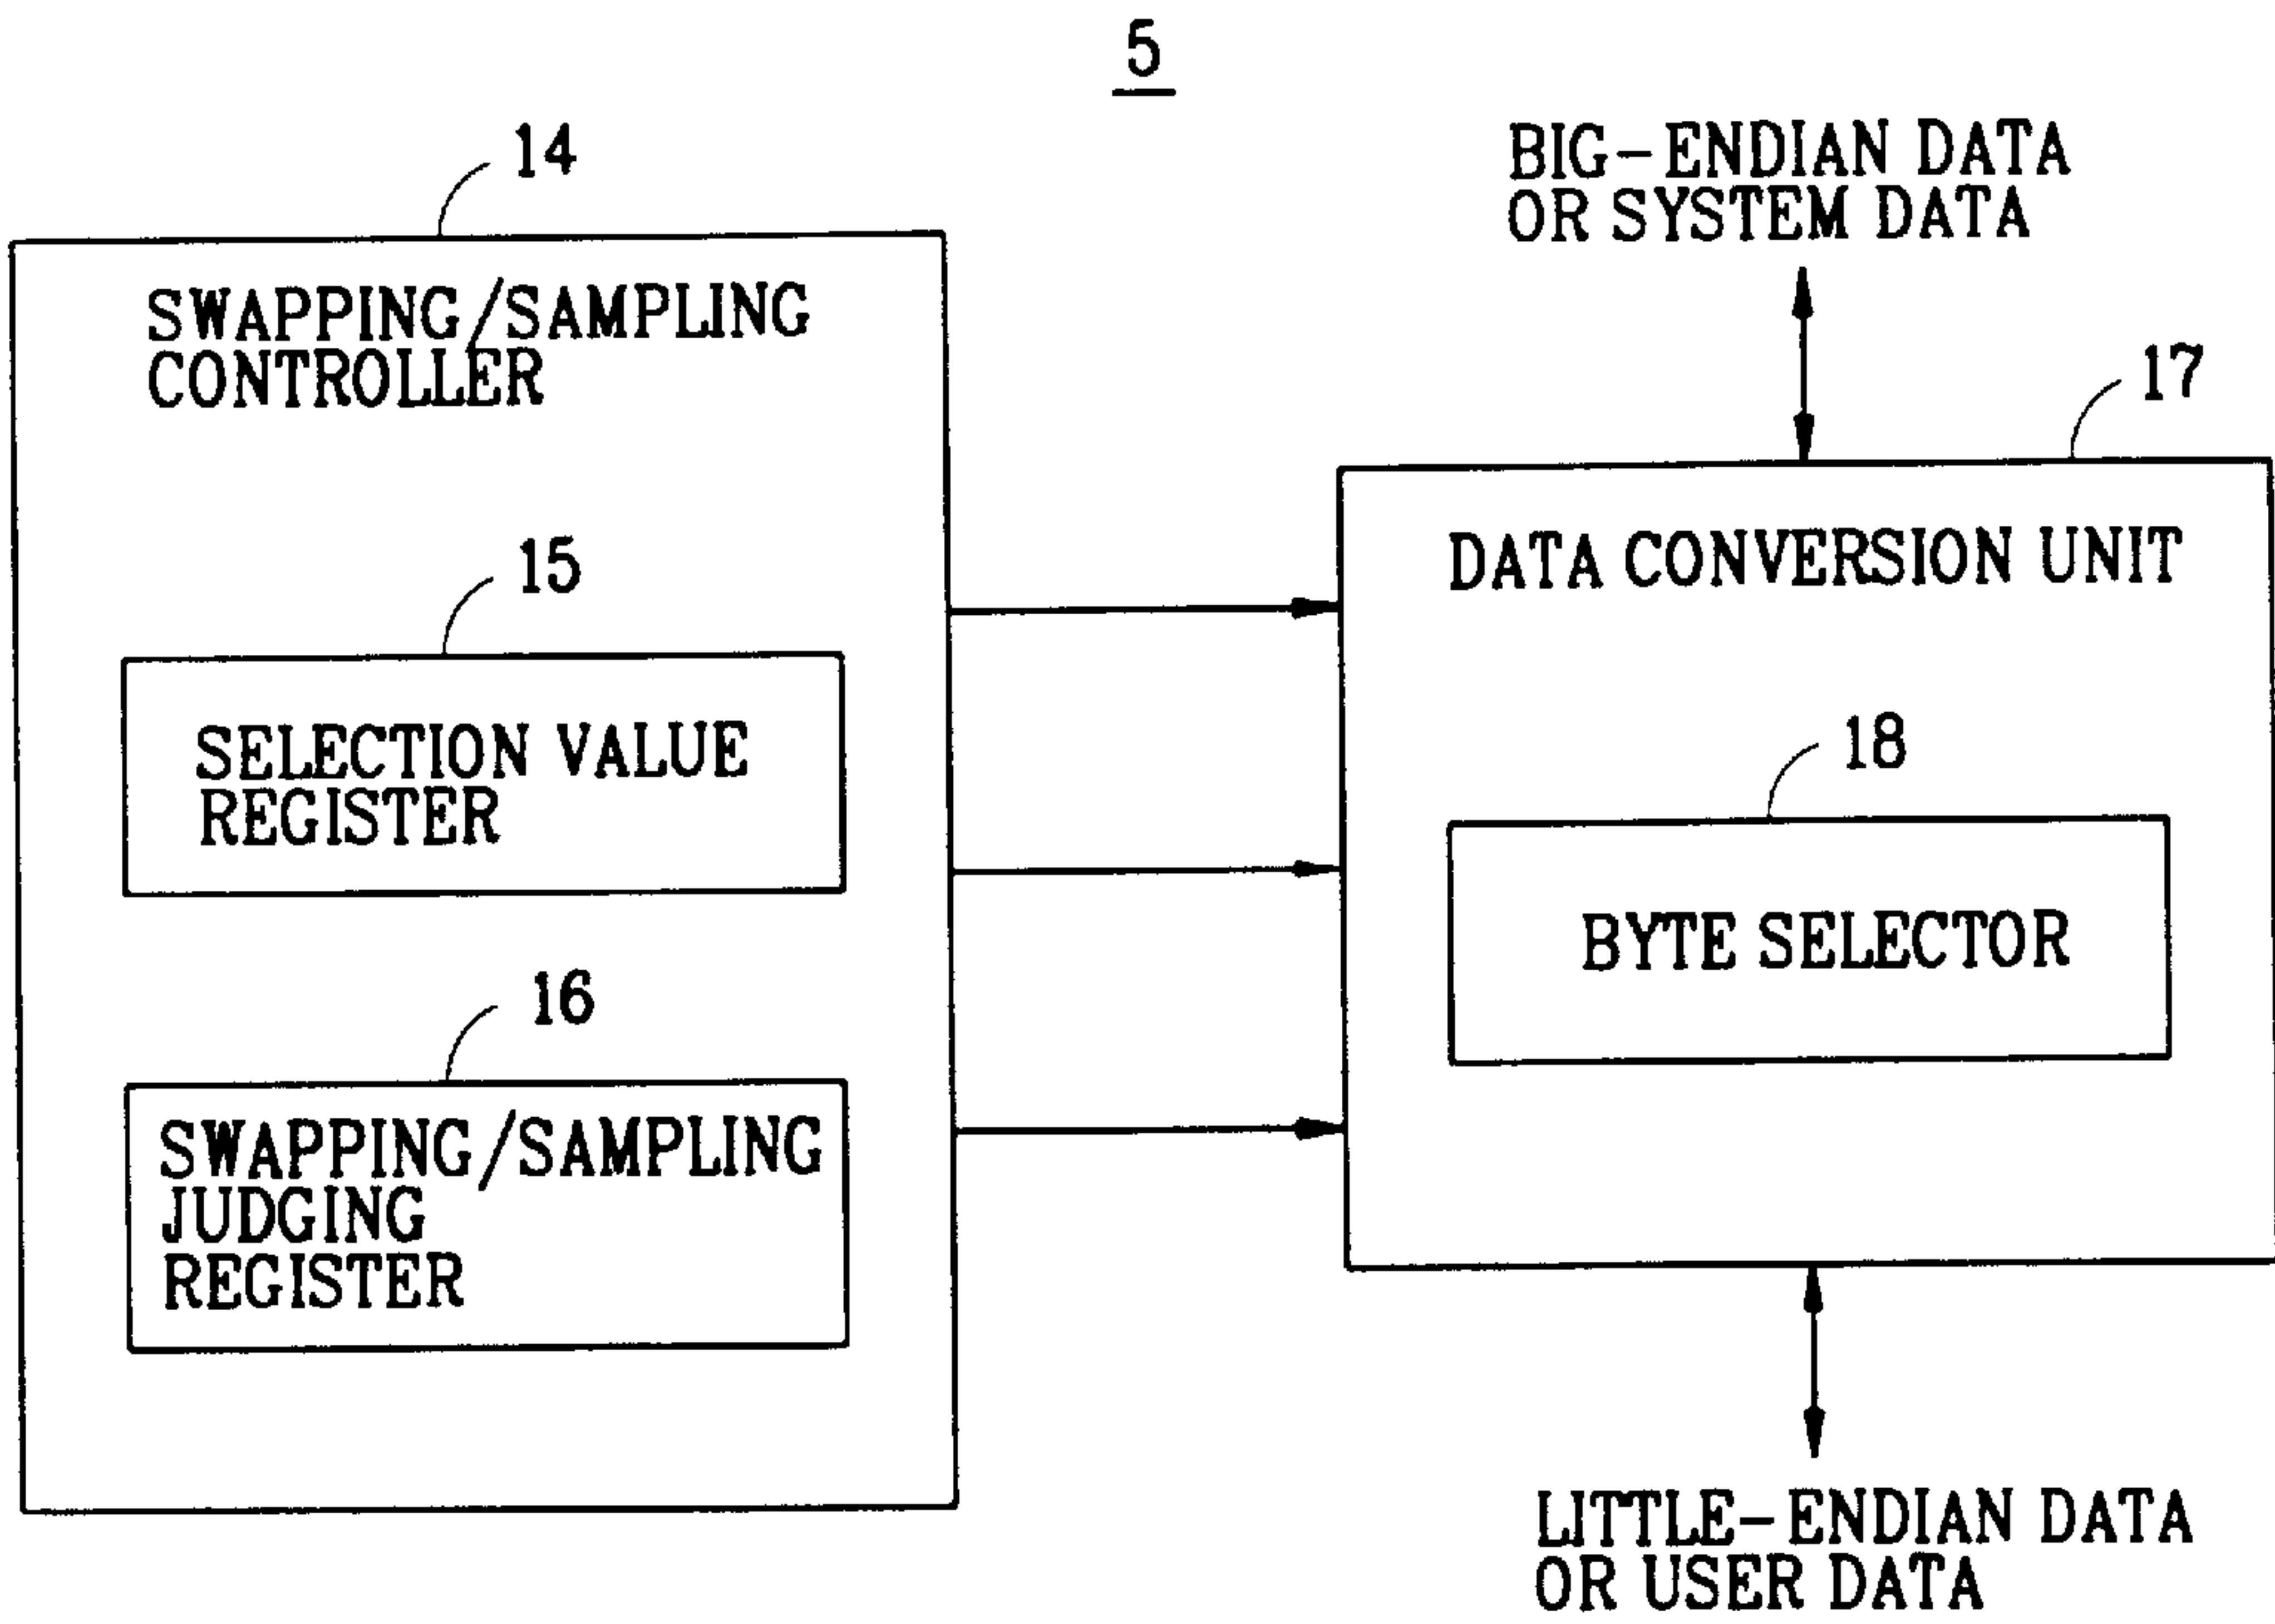 5
14
SWAPPING/SAMPLING
CONTROLLER
15
SELECTION VALUE
REGISTER
16
SWAPPING/SAMPLING
JUDGING
REGISTER
BIG-ENDIAN DATA
OR SYSTEM DATA
17
DATA CONVERSION UNIT
18
BYTE SELECTOR
LITTLE-ENDIAN DATA
OR USER DATA